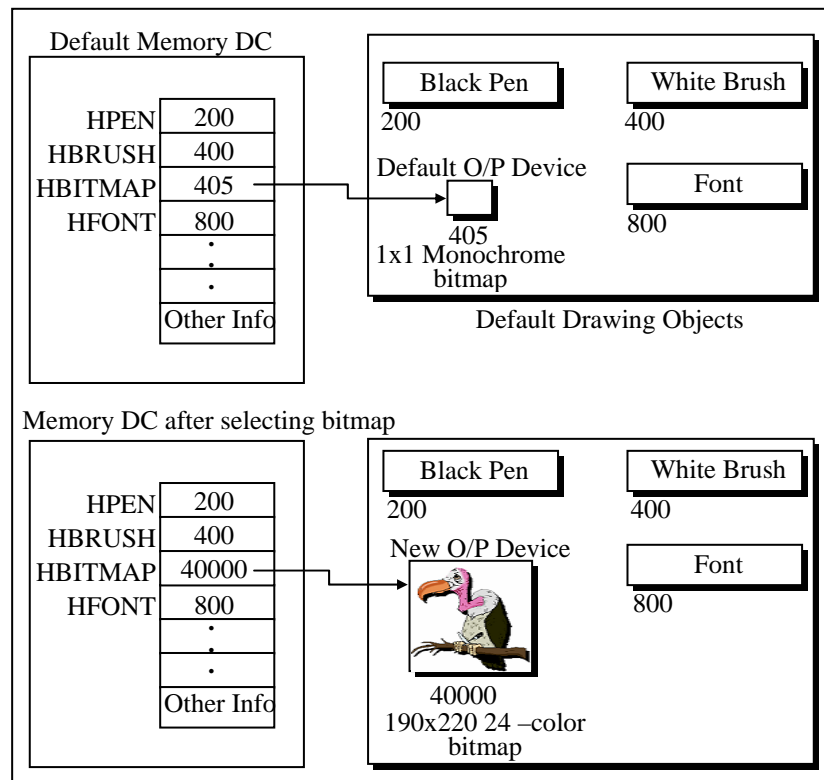 Default Memory DC
HPEN 200
HBRUSH 400
HBITMAP 405
HFONT 800
.
.
.
Other Info
Black Pen
200
White Brush
400
Default O/P Device
405
1x1 Monochrome
bitmap
Font
800
Default Drawing Objects
Memory DC after selecting bitmap
HPEN 200
HBRUSH 400
HBITMAP 40000
HFONT 800
.
.
.
Other Info
Black Pen
200
White Brush
400
New O/P Device
40000
190x220 24 –color
bitmap
Font
800